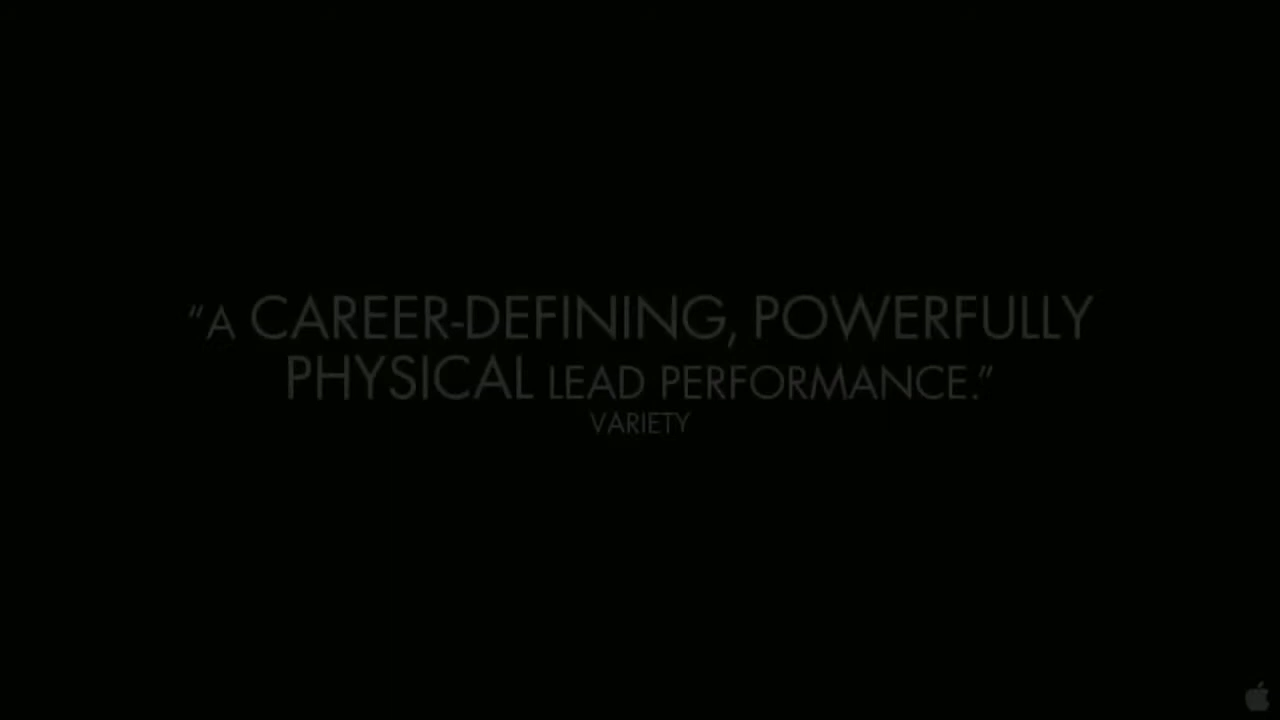 “A CAREER-DEFINING, POWERFULLY
PHYSICAL LEAD PERFORMANCE.”
VARIETY